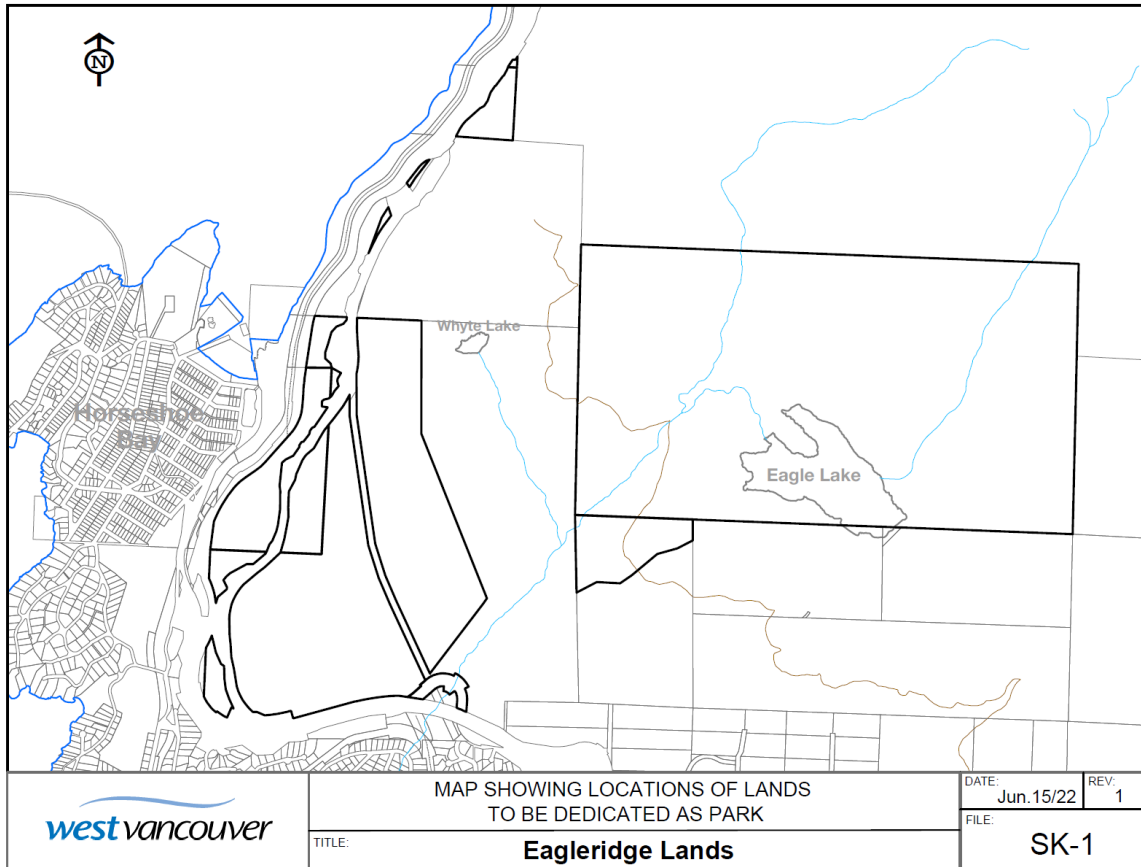 N
Whyte Lake
Horseshoe
Bay
Eagle Lake
west vancouver
MAP SHOWING LOCATIONS OF LANDS
TO BE DEDICATED AS PARK
TITLE:
Eagleridge Lands
DATE:
Jun.15/22
REV:
1
FILE:
SK-1